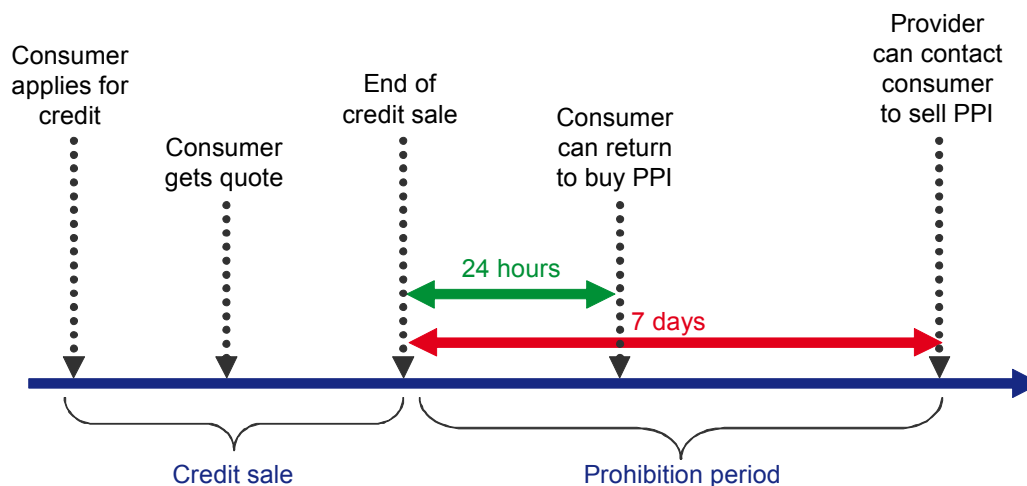 Consumer
applies for
credit
Consumer
gets quote
End of
credit sale
Consumer
can return
to buy PPI
Provider
can contact
consumer
to sell PPI
24 hours
7 days
Credit sale
Prohibition period